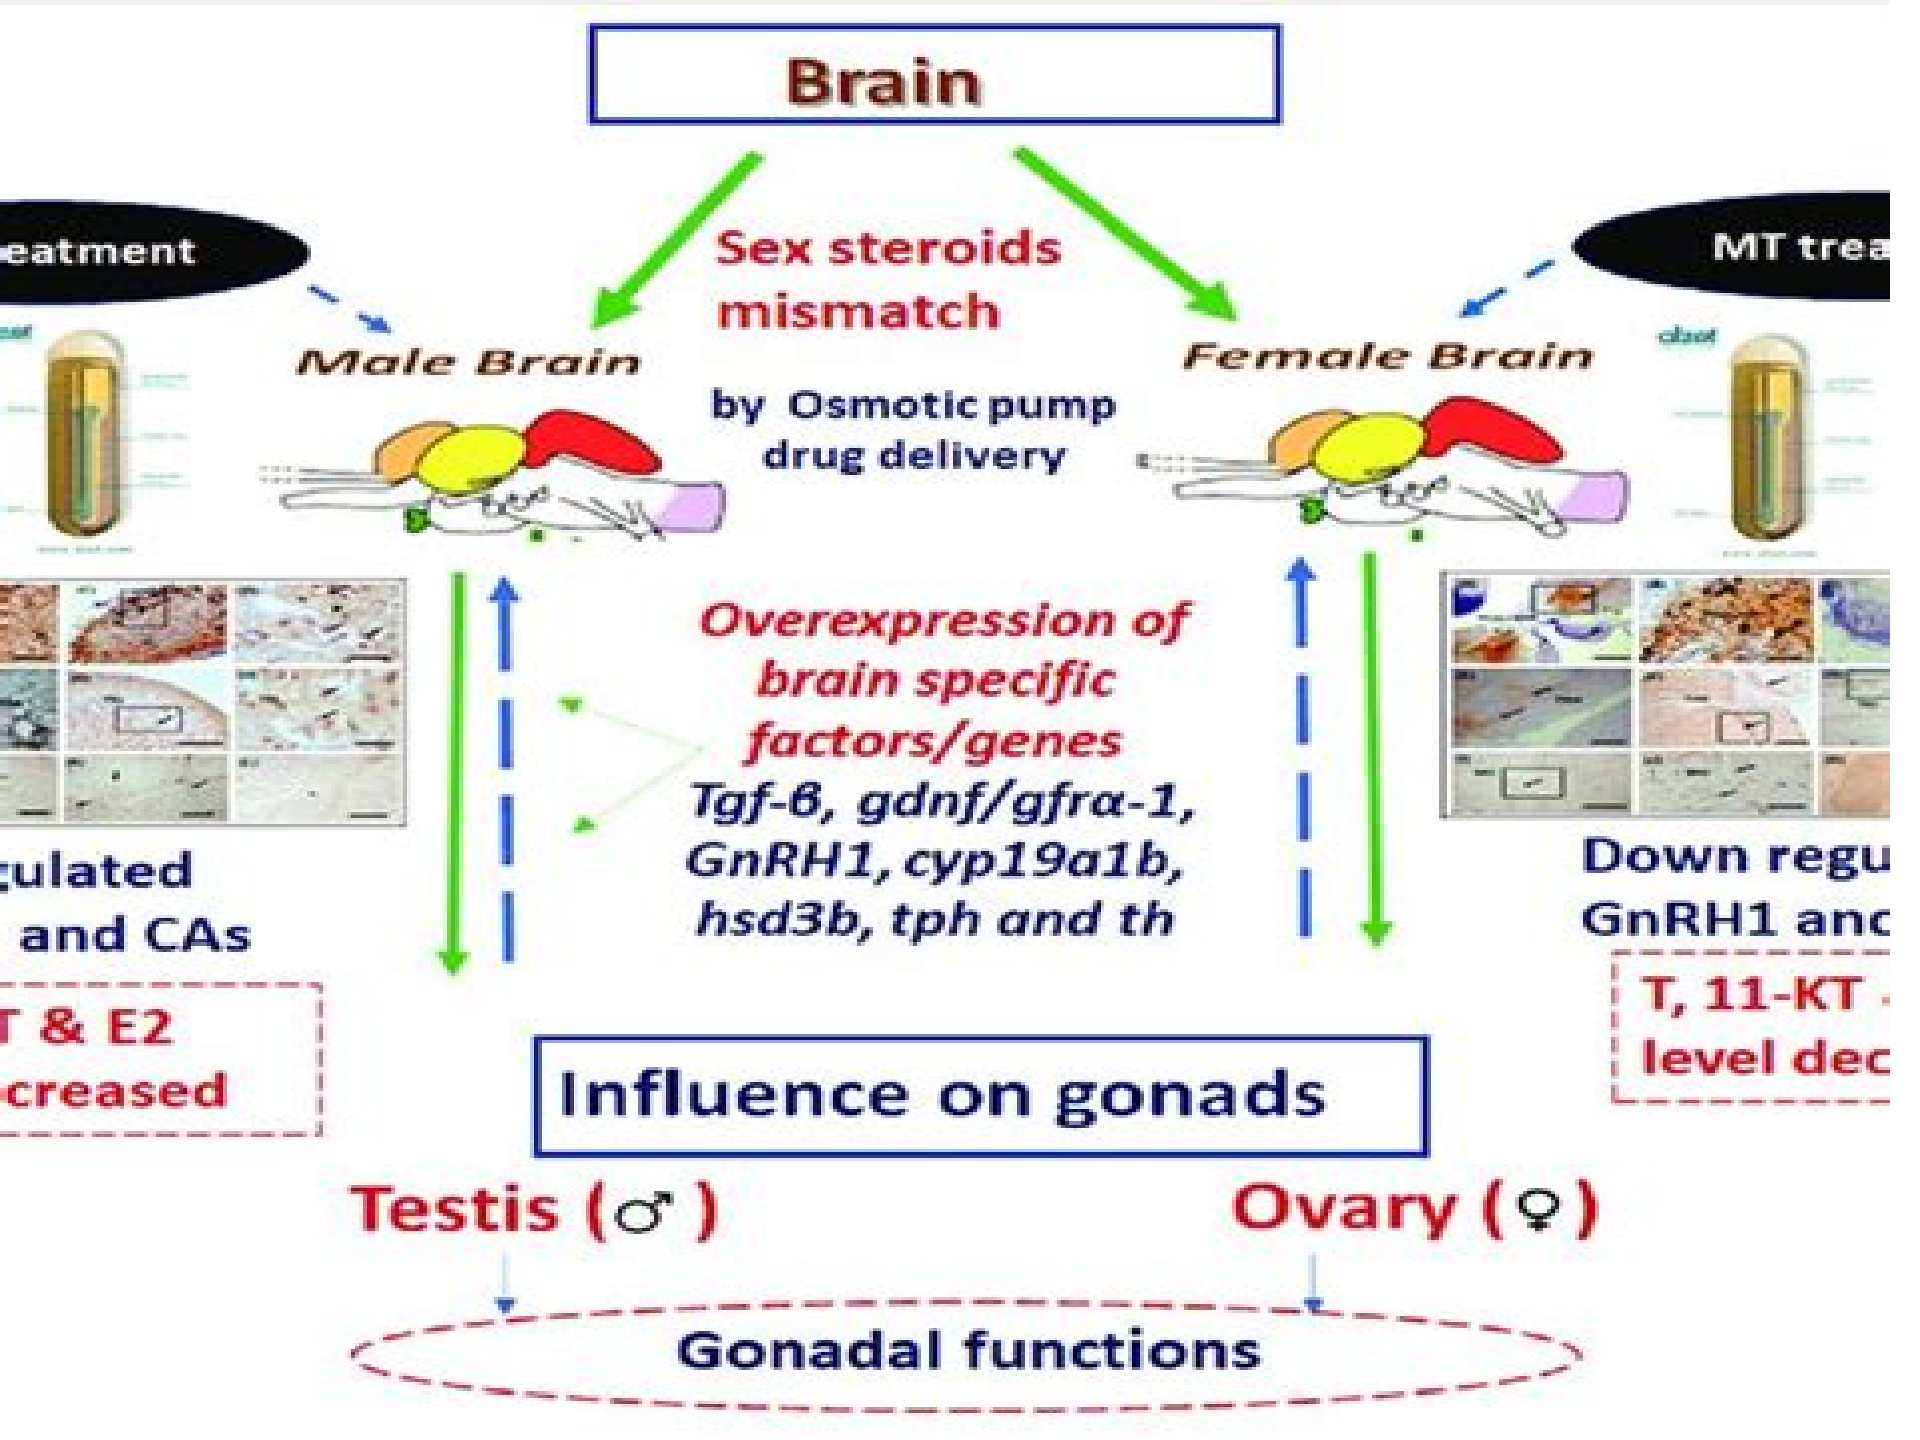 Brain
eatment
MT trea
Sex steroids
mismatch
Male Brain
Female Brain
by Osmotic pump
drug delivery
alzet
Overexpression of
brain specific
factors/genes
Tgf-β, gdnf/gfrα-1,
GnRH1, cyp19a1b,
hsd3b, tph and th
gulated
and CAs
T & E2
creased
Down regu
GnRH1 and
T, 11-KT -
level dec
Influence on gonads
Testis (♂)
Ovary (♀)
Gonadal functions